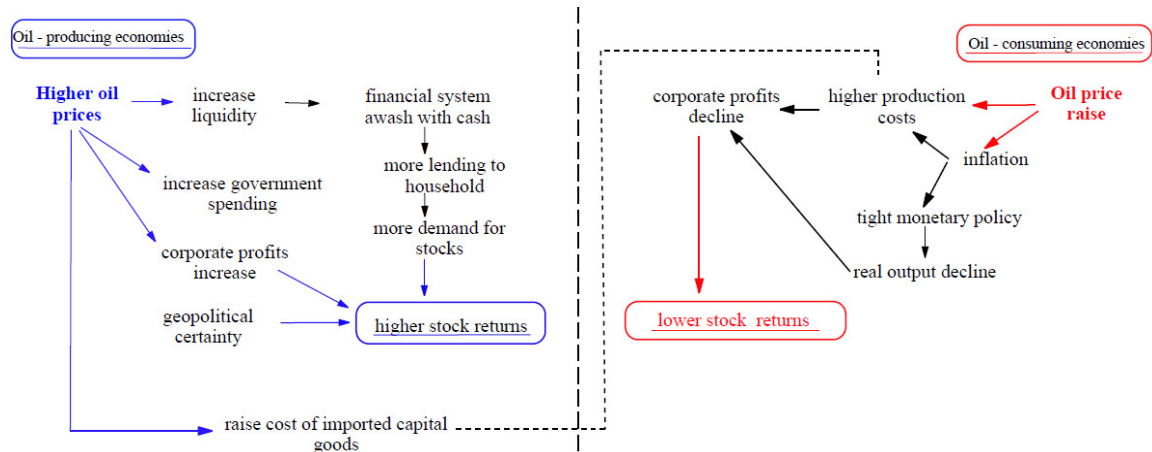 Oil - producing economies
Higher oil
prices
increase
liquidity
financial system
awash with cash
more lending to
household
increase government
spending
more demand for
stocks
corporate profits
increase
geopolitical
certainty
higher stock returns
raise cost of imported capital
goods
Oil - consuming economies
corporate profits
decline
higher production
costs
Oil price
raise
inflation
tight monetary policy
real output decline
lower stock returns